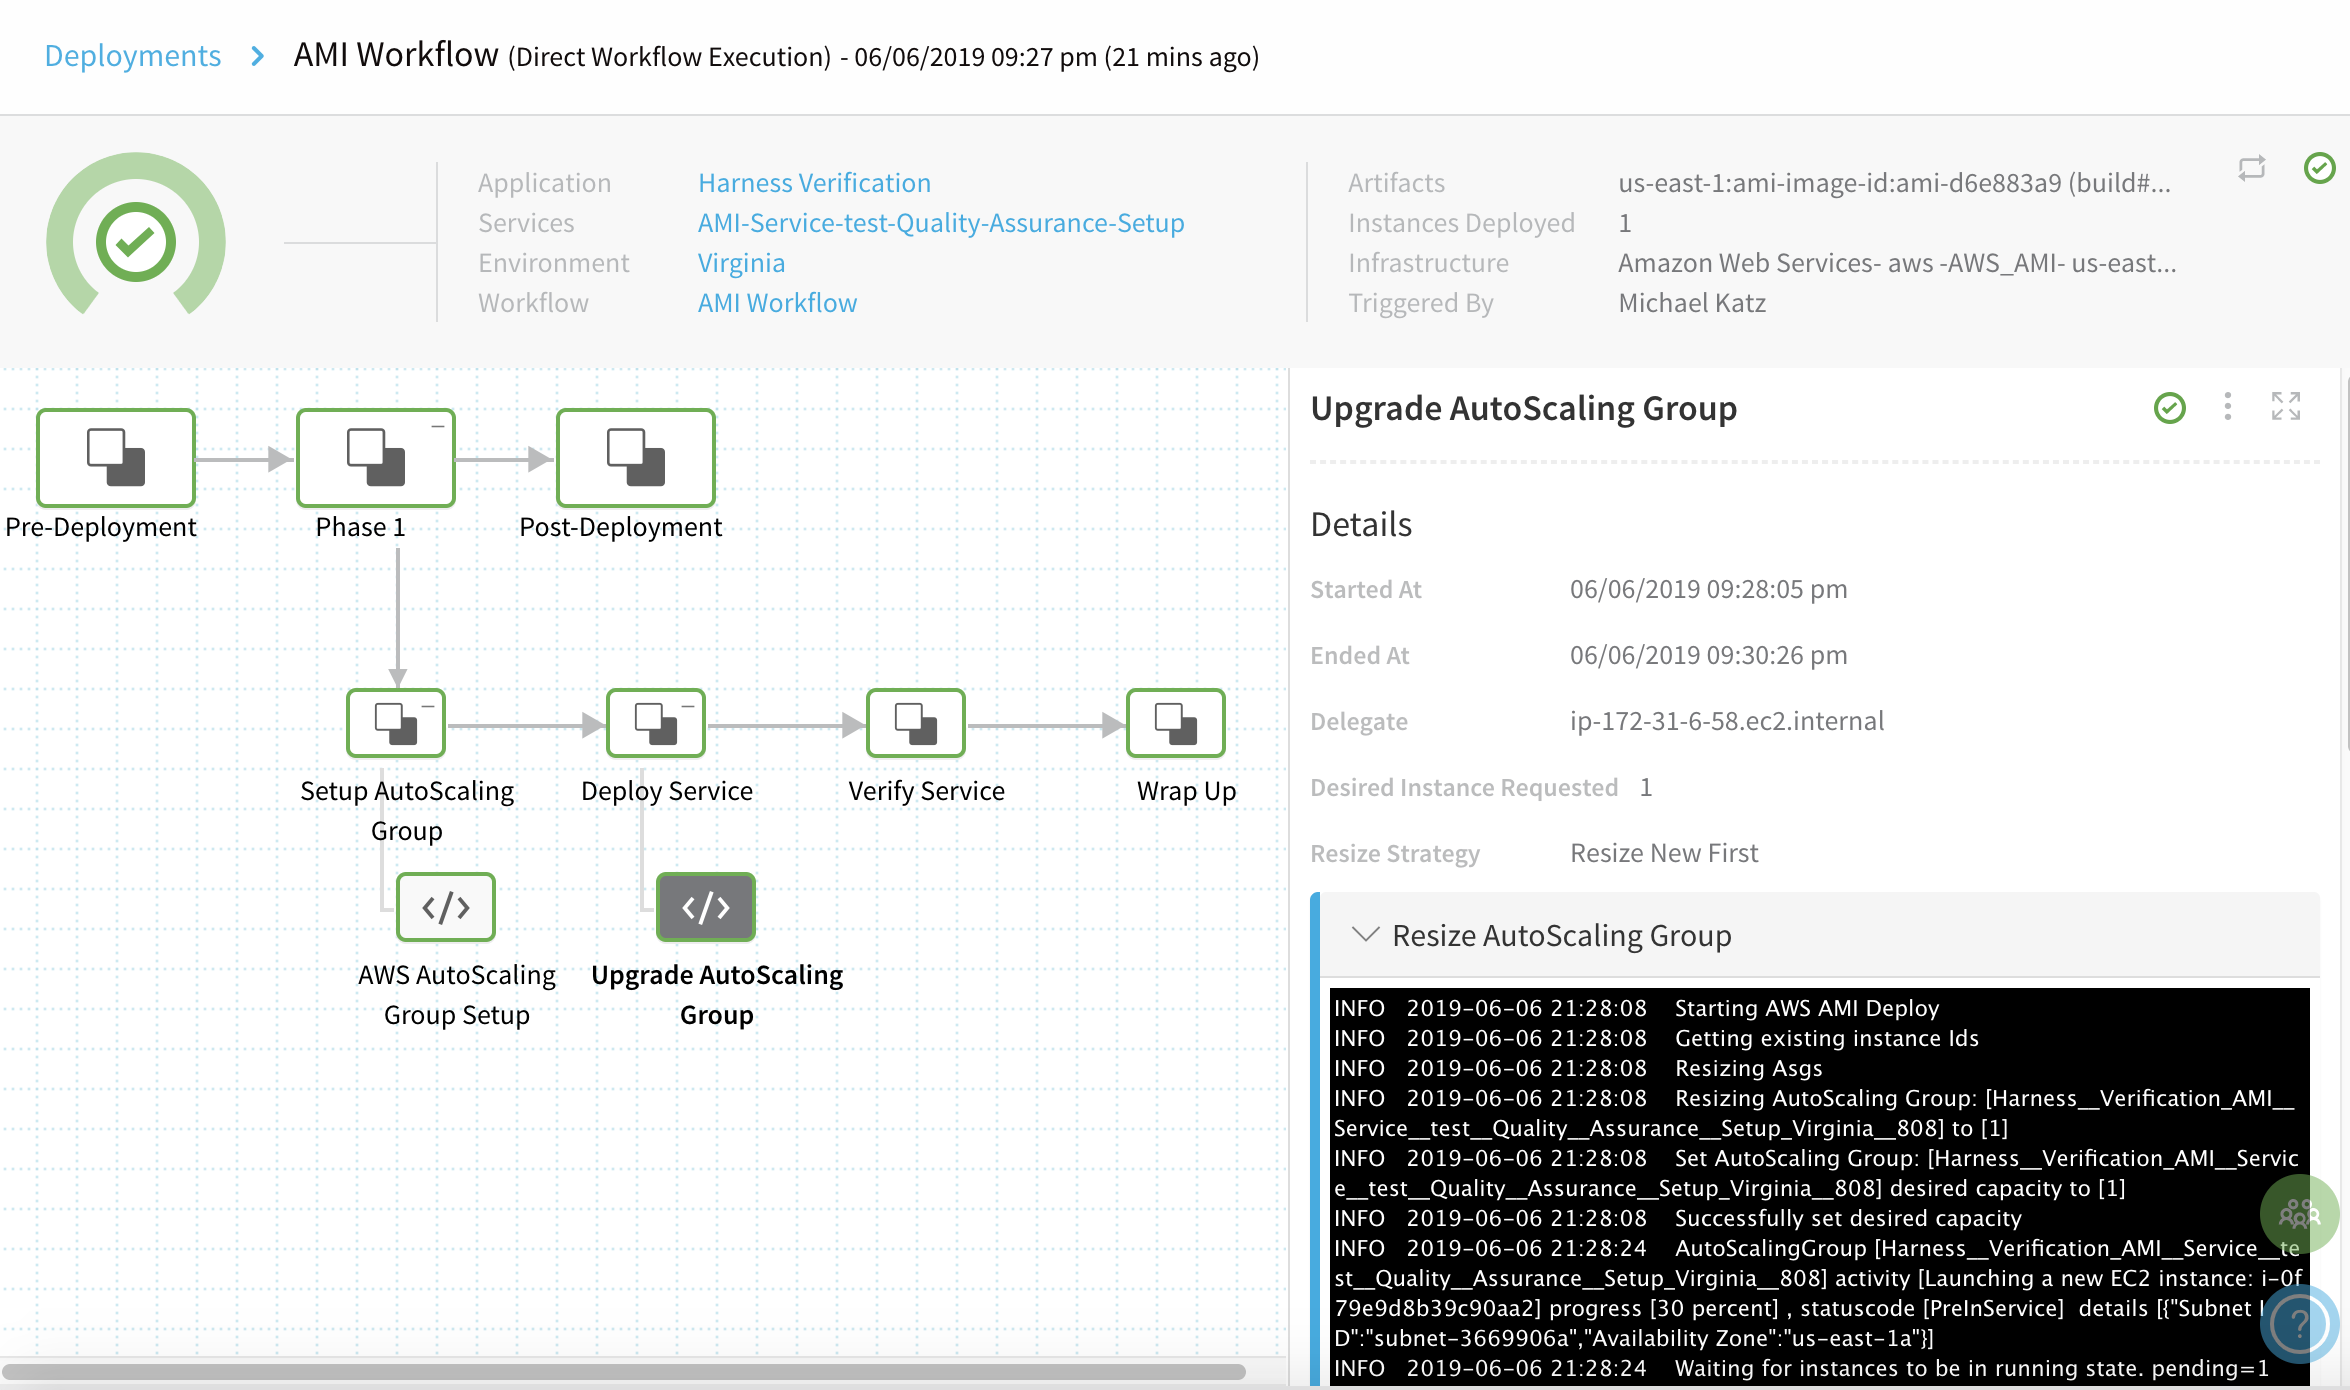 Deployments > AMI Workflow (Direct Workflow Execution) - 06/06/2019 09:27 pm (21 mins ago)
Application Harness Verification
Services AMI-Service-test-Quality-Assurance-Setup
Environment Virginia
Workflow AMI Workflow
Artifacts us-east-1:ami-image-id:ami-d6e883a9 (build#...
Instances Deployed 1
Infrastructure Amazon Web Services- aws -AWS_AMI- us-east...
Triggered By Michael Katz
Pre-Deployment
Phase 1
Post-Deployment
Setup AutoScaling
Group
Deploy Service
Verify Service
Wrap Up
</>
AWS AutoScaling
Group Setup
</>
Upgrade AutoScaling
Group
Upgrade AutoScaling Group
Details
Started At 06/06/2019 09:28:05 pm
Ended At 06/06/2019 09:30:26 pm
Delegate ip-172-31-6-58.ec2.internal
Desired Instance Requested 1
Resize Strategy Resize New First
Resize AutoScaling Group
INFO 2019-06-06 21:28:08 Starting AWS AMI Deploy
INFO 2019-06-06 21:28:08 Getting existing instance Ids
INFO 2019-06-06 21:28:08 Resizing Asgs
INFO 2019-06-06 21:28:08 Resizing AutoScaling Group: [Harness__Verification_AMI__
Service__test__Quality__Assurance__Setup_Virginia__808] to [1]
INFO 2019-06-06 21:28:08 Set AutoScaling Group: [Harness__Verification_AMI__Servic
e__test__Quality__Assurance__Setup_Virginia__808] desired capacity to [1]
INFO 2019-06-06 21:28:08 Successfully set desired capacity
INFO 2019-06-06 21:28:24 AutoScalingGroup [Harness__Verification_AMI__Service__te
st__Quality__Assurance__Setup_Virginia__808] activity [Launching a new EC2 instance: i-0f
79e9d8b39c90aa2] progress [30 percent] , statuscode [PreInService] details [{"Subnet I
D":"subnet-3669906a","Availability Zone":"us-east-1a"}]
INFO 2019-06-06 21:28:24 Waiting for instances to be in running state. pending=1
?